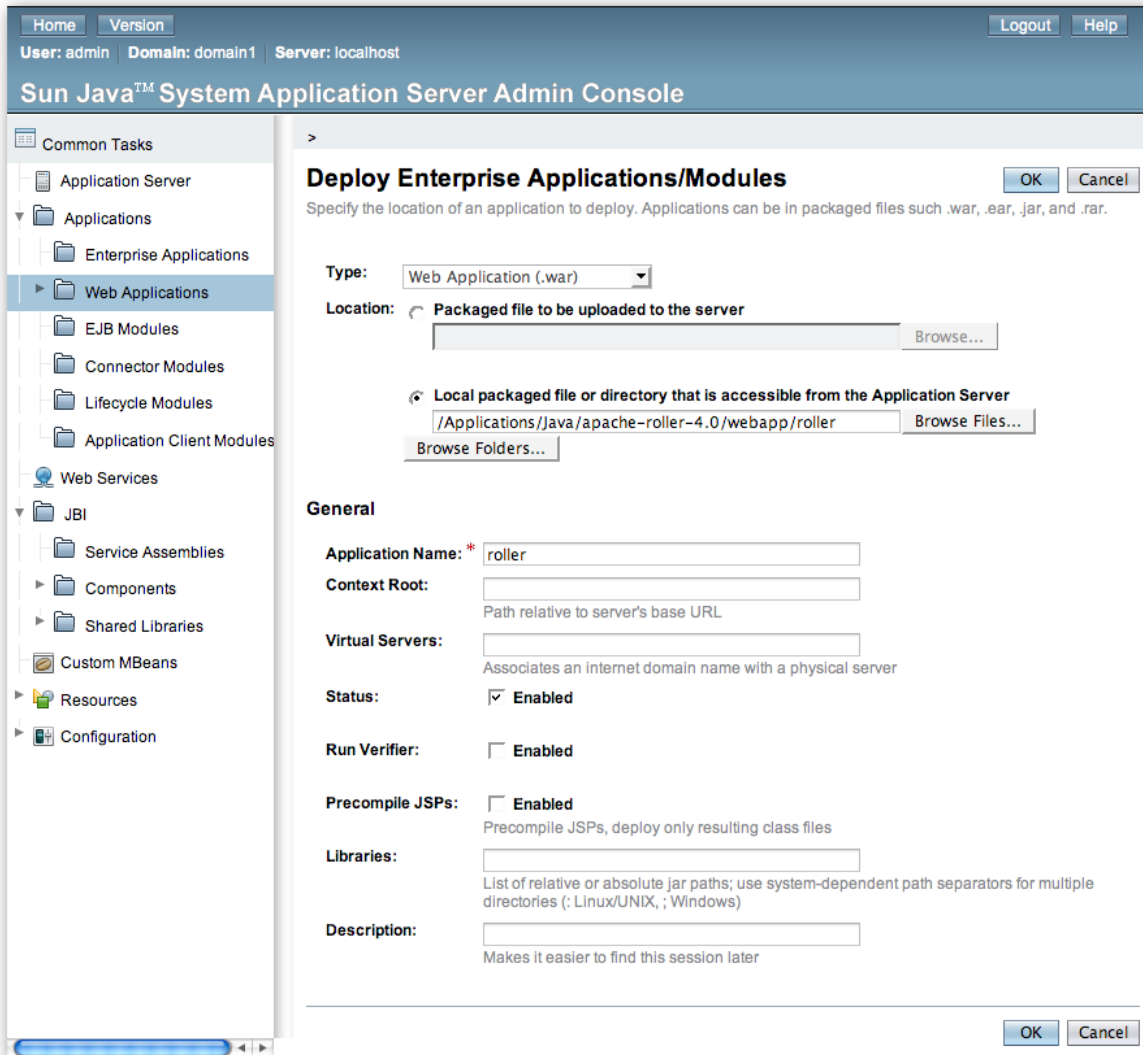 Home Version Logout Help
User: admin Domain: domain1 Server: localhost
Sun Java™ System Application Server Admin Console
Common Tasks
Application Server
Applications
Enterprise Applications
Web Applications
EJB Modules
Connector Modules
Lifecycle Modules
Application Client Modules
Web Services
JBI
Service Assemblies
Components
Shared Libraries
Custom MBeans
Resources
Configuration
>
Deploy Enterprise Applications/Modules OK Cancel
Specify the location of an application to deploy. Applications can be in packaged files such .war, .ear, .jar, and .rar.
Type: Web Application (.war)
Location: Packaged file to be uploaded to the server
Browse...
Local packaged file or directory that is accessible from the Application Server
/Applications/Java/apache-roller-4.0/webapp/roller Browse Files...
Browse Folders...
General
Application Name: * roller
Context Root:
Path relative to server's base URL
Virtual Servers:
Associates an internet domain name with a physical server
Status: Enabled
Run Verifier: Enabled
Precompile JSPs: Enabled
Precompile JSPs, deploy only resulting class files
Libraries:
List of relative or absolute jar paths; use system-dependent path separators for multiple
directories (: Linux/UNIX, ; Windows)
Description:
Makes it easier to find this session later
OK Cancel